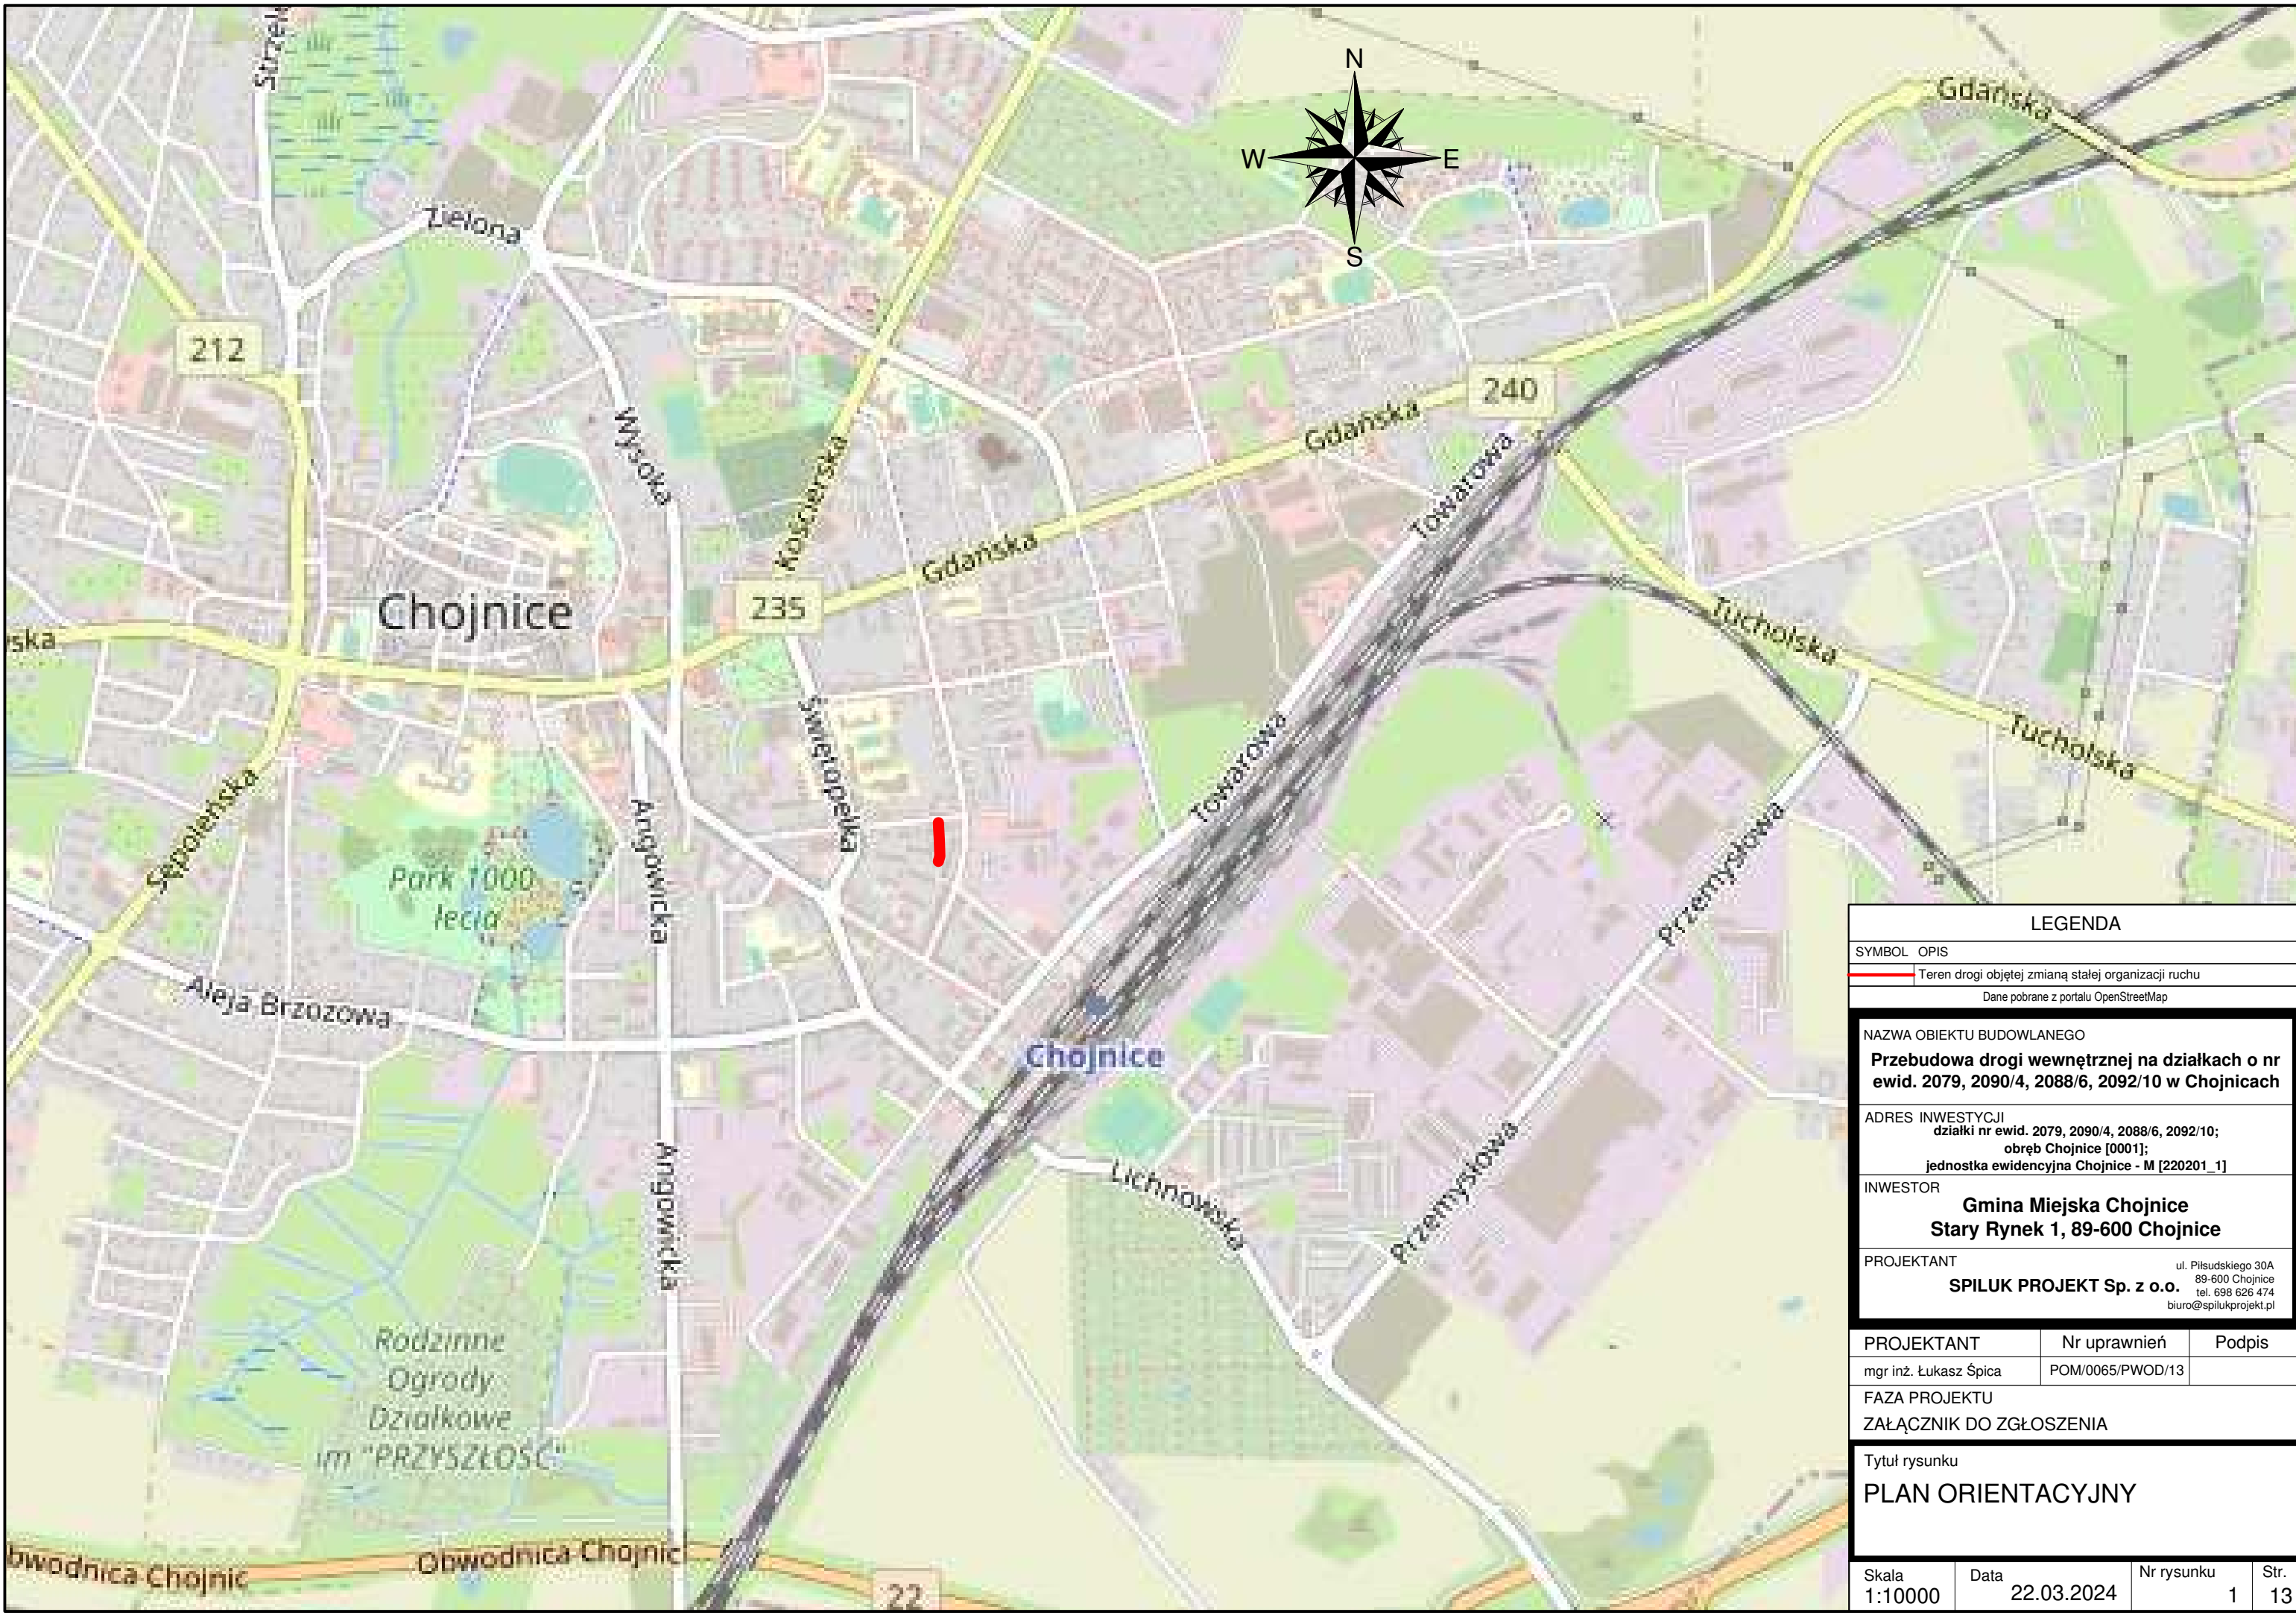 Strzel
N
W
E
S
Gdańska
Zielona
212
240
Gdańska
Wysoka
Kościerska
Towarowa
Gdańska
Chojnice
235
Tucholska
ska
Świętopełka
Towarowa
Tucholska
Angowicka
Sępoleńska
Przemysłowa
Park 1000
lecia
Aleja Brzozowa
Chojnice
Angowicka
Lichnowska
Przemysłowa
Rodzinne
Ogrody
Działkowe
im "PRZYSZŁOŚĆ"
bwodnica Chojnic
Obwodnica Chojnic
22
LEGENDA
SYMBOL OPIS
Teren drogi objętej zmianą stałej organizacji ruchu
Dane pobrane z portalu OpenStreetMap
NAZWA OBIEKTU BUDOWLANEGO
Przebudowa drogi wewnętrznej na działkach o nr
ewid. 2079, 2090/4, 2088/6, 2092/10 w Chojnicach
ADRES INWESTYCJI
działki nr ewid. 2079, 2090/4, 2088/6, 2092/10;
obręb Chojnice [0001];
jednostka ewidencyjna Chojnice - M [220201_1]
INWESTOR
Gmina Miejska Chojnice
Stary Rynek 1, 89-600 Chojnice
PROJEKTANT
SPILUK PROJEKT Sp. z o.o.
ul. Piłsudskiego 30A
89-600 Chojnice
tel. 698 626 474
biuro@spilukprojekt.pl
PROJEKTANT Nr uprawnień Podpis
mgr inż. Łukasz Śpica POM/0065/PWOD/13
FAZA PROJEKTU
ZAŁĄCZNIK DO ZGŁOSZENIA
Tytuł rysunku
PLAN ORIENTACYJNY
Skala Data Nr rysunku Str.
1:10000 22.03.2024 1 13